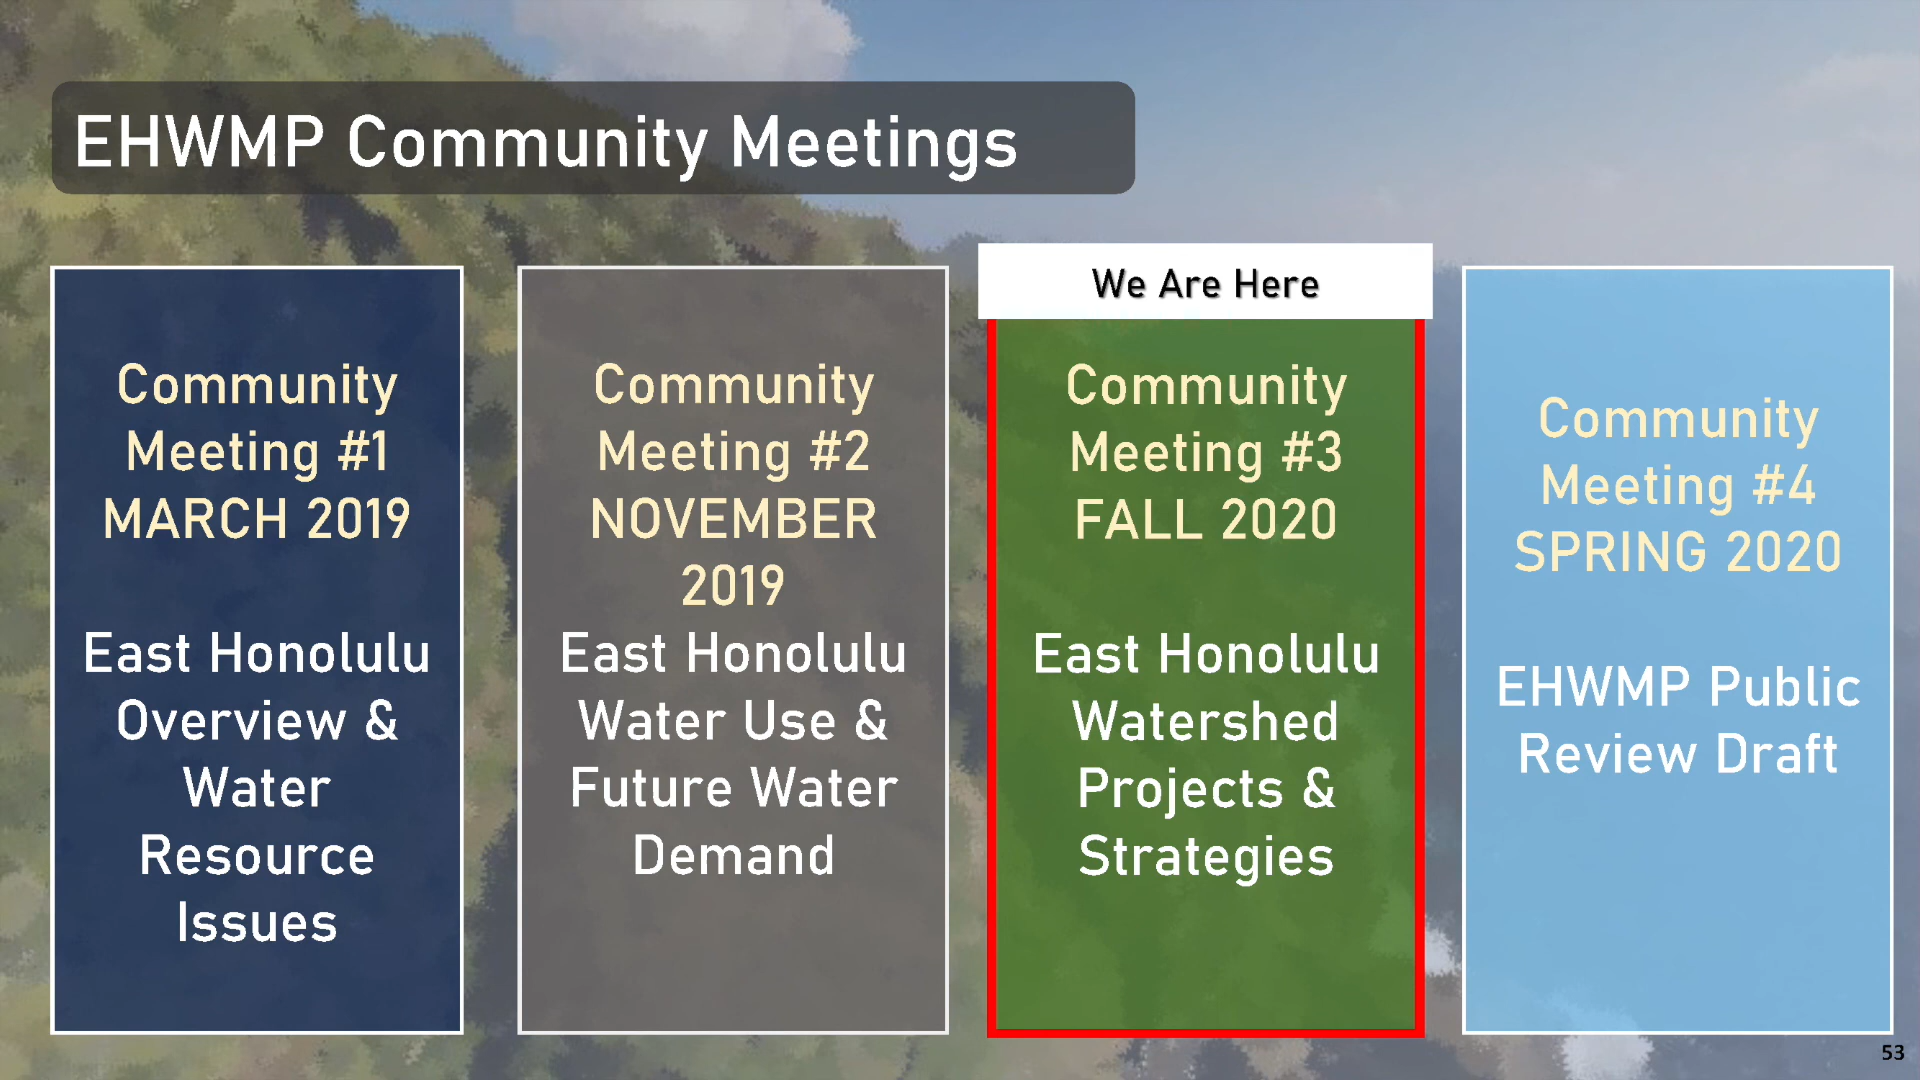 EHWMP Community Meetings
Community
Meeting #1
MARCH 2019
East Honolulu
Overview &
Water
Resource
Issues
Community
Meeting #2
NOVEMBER
2019
East Honolulu
Water Use &
Future Water
Demand
We Are Here
Community
Meeting #3
FALL 2020
East Honolulu
Watershed
Projects &
Strategies
Community
Meeting #4
SPRING 2020
EHWMP Public
Review Draft
53